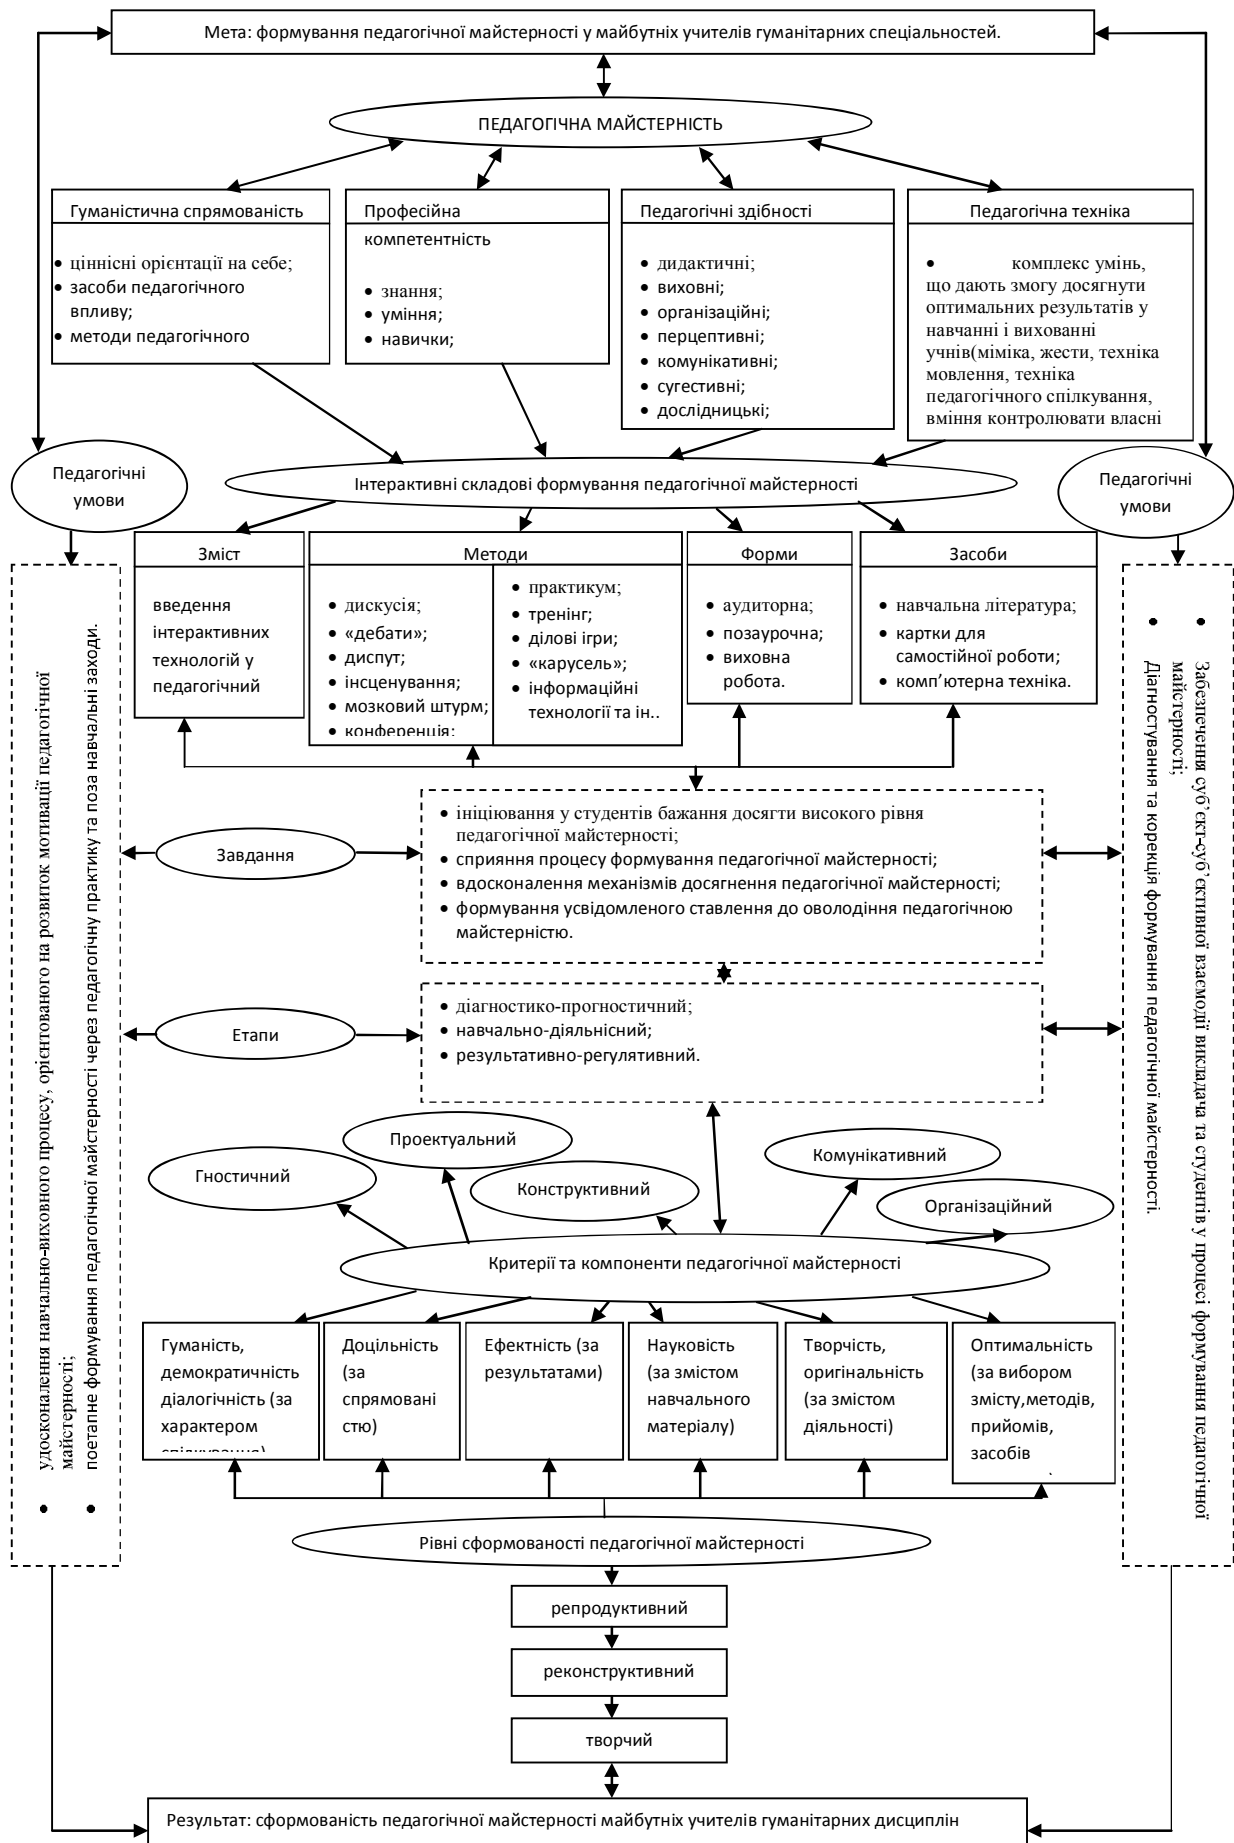 Мета: формування педагогічної майстерності у майбутніх учителів гуманітарних спеціальностей.
ПЕДАГОГІЧНА МАЙСТЕРНІСТЬ
Гуманістична спрямованість
• ціннісні орієнтації на себе;
• засоби педагогічного
впливу;
• методи педагогічного
Професійна
компетентність
• знання;
• уміння;
• навички;
Педагогічні здібності
• дидактичні;
• виховні;
• організаційні;
• перцептивні;
• комунікативні;
• сугестивні;
• дослідницькі;
Педагогічна техніка
• комплекс умінь,
що дають змогу досягнути
оптимальних результатів у
навчанні і вихованні
учнів(міміка, жести, техніка
мовлення, техніка
педагогічного спілкування,
вміння контролювати власні
Педагогічні
умови
Інтерактивні складові формування педагогічної майстерності
Педагогічні
умови
Зміст
введення
інтерактивних
технологій у
педагогічний
Методи
• дискусія;
• «дебати»;
• диспут;
• інсценування;
• мозковий штурм;
• конференція;
• практикум;
• тренінг;
• ділові ігри;
• «карусель»;
• інформаційні
технології та ін..
Форми
• аудиторна;
• позаурочна;
• виховна
робота.
Засоби
• навчальна література;
• картки для
самостійної роботи;
• комп’ютерна техніка.
• удосконалення навчально-виховного процесу, орієнтованого на розвиток мотивації педагогічної
майстерності;
• поетапне формування педагогічної майстерності через педагогічну практику та поза навчальні заходи.
• Забезпечення суб’єкт-суб’єктивної взаємодії викладача та студентів у процесі формування педагогічної
майстерності;
• Діагностування та корекція формування педагогічної майстерності.
Завдання
• ініціювання у студентів бажання досягти високого рівня
педагогічної майстерності;
• сприяння процесу формування педагогічної майстерності;
• вдосконалення механізмів досягнення педагогічної майстерності;
• формування усвідомленого ставлення до оволодіння педагогічною
майстерністю.
Етапи
• діагностико-прогностичний;
• навчально-діяльнісний;
• результативно-регулятивний.
Гностичний
Проектуальний
Конструктивний
Комунікативний
Організаційний
Критерії та компоненти педагогічної майстерності
Гуманість,
демократичність
діалогічність (за
характером
спілкування)
Доцільність
(за
спрямовані
стю)
Ефектність (за
результатами)
Науковість
(за змістом
навчального
матеріалу)
Творчість,
оригінальність
(за змістом
діяльності)
Оптимальність
(за вибором
змісту,методів,
прийомів,
засобів
Рівні сформованості педагогічної майстерності
репродуктивний
реконструктивний
творчий
Результат: сформованість педагогічної майстерності майбутніх учителів гуманітарних дисциплін